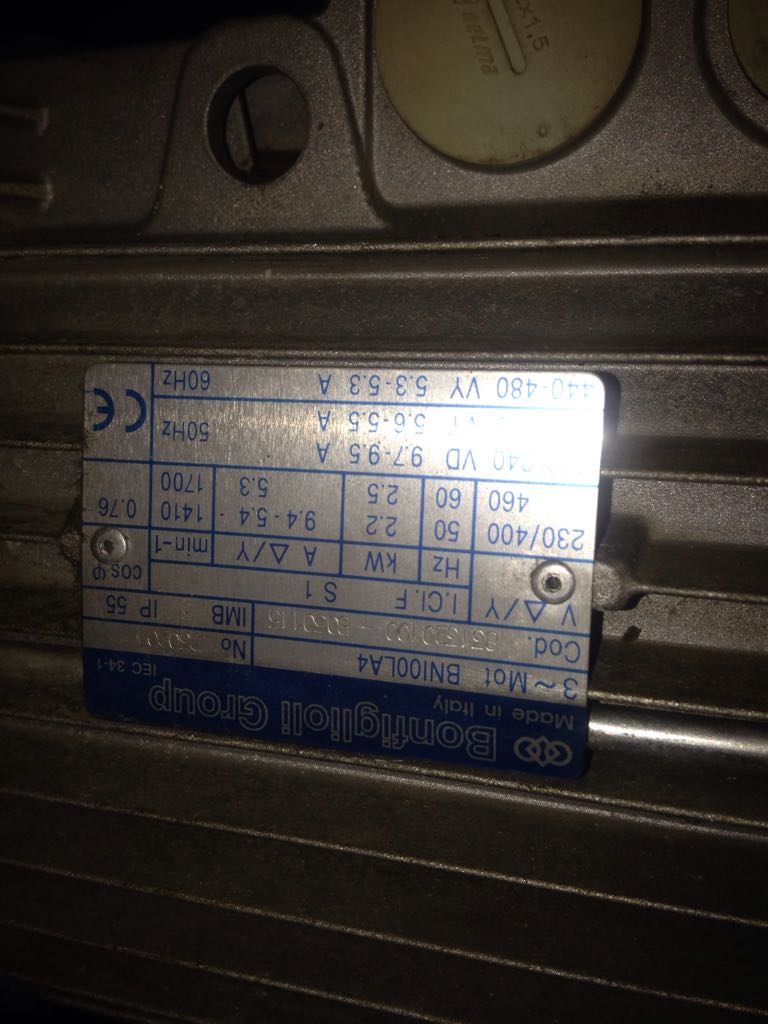 Bonfiglioli Group
Made in Italy
IEC 34-1
3 ~ Mot BN100LA4 No
Cod. IMB IP 55
I.Cl. F S 1
V Δ/Y Hz kW A Δ/Y min-1 cos φ
230/400 50 2.2 9.4 - 5.4 1410 0.76
460 60 2.5 5.3 1700
240 VD 9.7-9.5 A
VY 5.6-5.5 A 50Hz
440-480 VY 5.3-5.3 A 60Hz
CE
x1,5